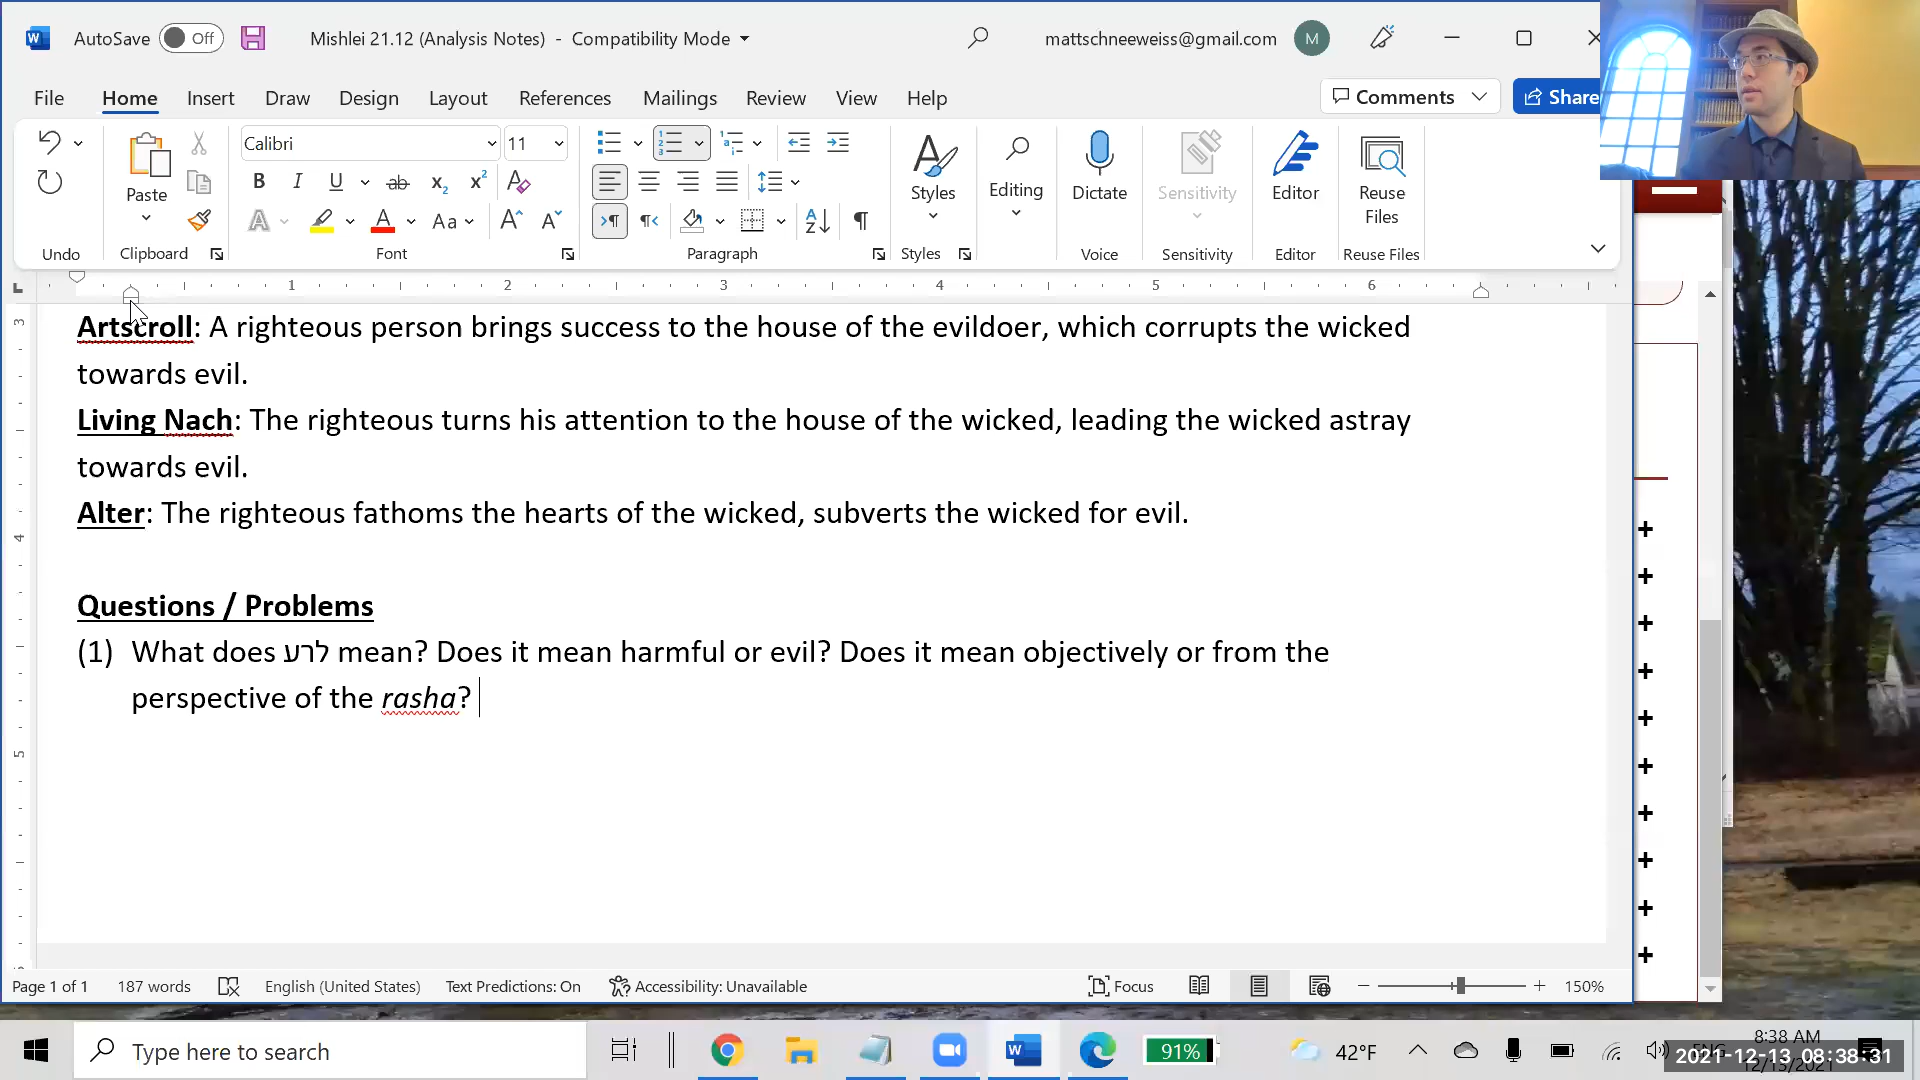 AutoSave Off Mishlei 21.12 (Analysis Notes) - Compatibility Mode mattschneeweiss@gmail.com M
File Home Insert Draw Design Layout References Mailings Review View Help Comments Share
Calibri 11
Paste Styles Editing Dictate Sensitivity Editor Reuse Files
Undo Clipboard Font Paragraph Styles Voice Sensitivity Editor Reuse Files
1 2 3 4 5 6
Artscroll: A righteous person brings success to the house of the evildoer, which corrupts the wicked
towards evil.
Living Nach: The righteous turns his attention to the house of the wicked, leading the wicked astray
towards evil.
Alter: The righteous fathoms the hearts of the wicked, subverts the wicked for evil.
Questions / Problems
(1) What does לרע mean? Does it mean harmful or evil? Does it mean objectively or from the
perspective of the rasha?
Page 1 of 1 187 words English (United States) Text Predictions: On Accessibility: Unavailable Focus 150%
Type here to search 91% 42°F 8:38 AM
2021-12-13 08:38:31